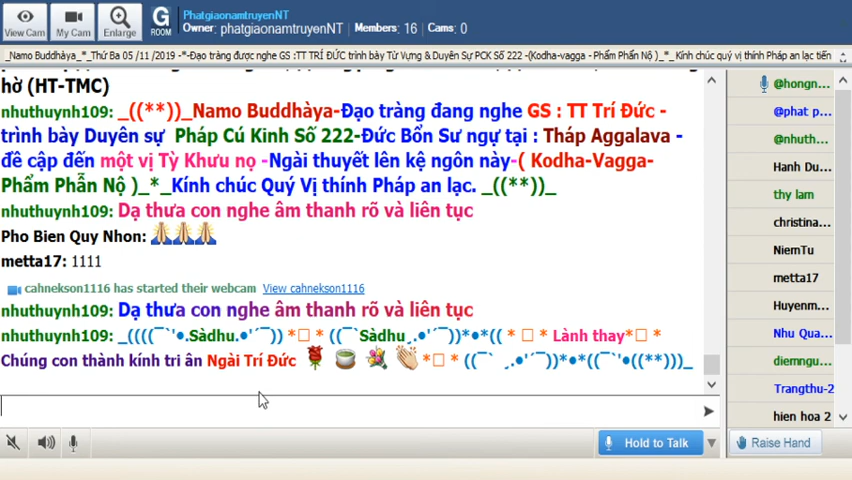 View Cam
My Cam
Enlarge
G
ROOM
PhatgiaonamtruyenNT
Owner: phatgiaonamtruyenNT | Members: 16 | Cams: 0
_Namo Buddhàya_*_Thứ Ba 05 /11 /2019 -*-Đạo tràng được nghe GS :TT TRÍ ĐỨC trình bày Từ Vựng & Duyên Sự PCK Số 222 -(Kodha-vagga - Phẩm Phẩn Nộ )_*_ Kính chúc quý vị thính Pháp an lạc tiến
hờ (HT-TMC)
nhuthuynh109: _((**))_Namo Buddhàya-Đạo tràng đang nghe GS : TT Trí Đức -
trình bày Duyên sự Pháp Cú Kinh Số 222-Đức Bổn Sư ngự tại : Tháp Aggalava -
đề cập đến một vị Tỳ Khưu nọ -Ngài thuyết lên kệ ngôn này-( Kodha-Vagga-
Phẩm Phẫn Nộ )_*_Kính chúc Quý Vị thính Pháp an lạc. _((**))_
nhuthuynh109: Dạ thưa con nghe âm thanh rõ và liên tục
Pho Bien Quy Nhon: 🙏🙏🙏
metta17: 1111
cahnekson1116 has started their webcam View cahnekson1116
nhuthuynh109: Dạ thưa con nghe âm thanh rõ và liên tục
nhuthuynh109: _((((¯`'•.Sàdhu.•'´¯)) *□ * ((¯`Sàdhu¸.•'´¯))*•*(( * □ * Lành thay*□ *
Chúng con thành kính tri ân Ngài Trí Đức 🌹 🍵 💐 👏 *□ * ((¯` ¸.•'´¯))*•*((¯`'•((**)))_
Hold to Talk
@hongn...
@phat p...
@nhuth...
Hanh Du...
thy lam
christina...
NiemTu
metta17
Huyenm...
Nhu Qua...
diemngu...
Trangthu-2
hien hoa 2
Raise Hand